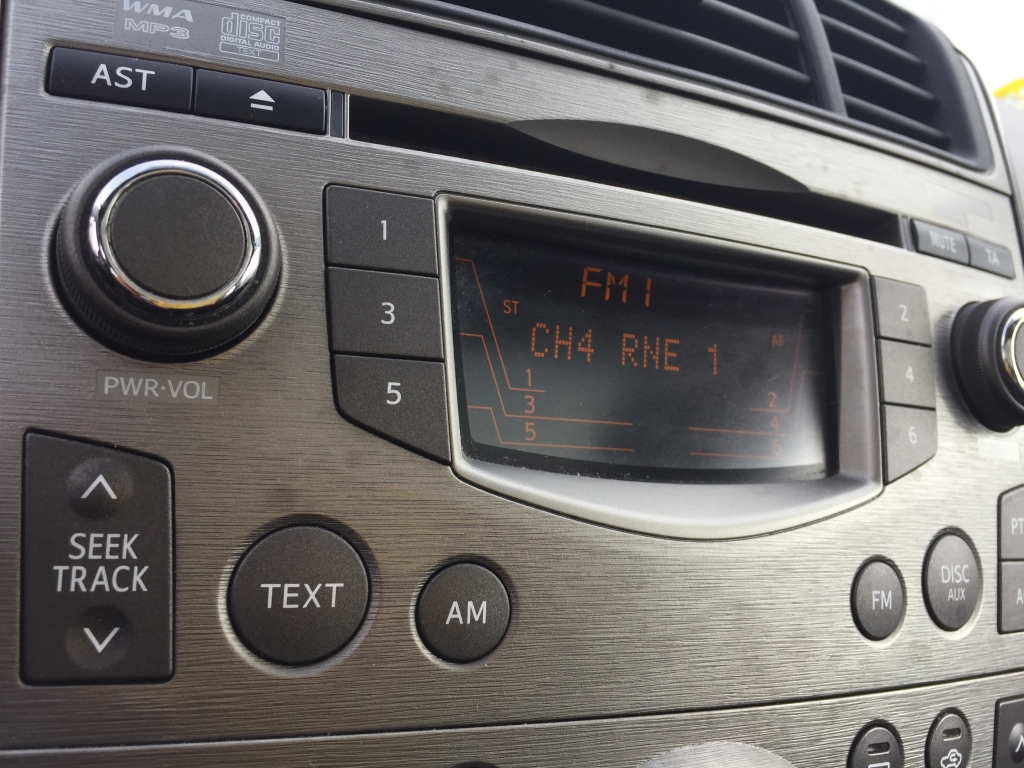 WMA
MP3
COMPACT
disc
DIGITAL AUDIO
TEXT
AST
MUTE
TA
1
2
3
4
5
6
FM1
ST
CH4 RNE 1
1
2
3
4
5
6
PWR·VOL
SEEK
TRACK
TEXT
AM
FM
DISC
AUX
PT
A